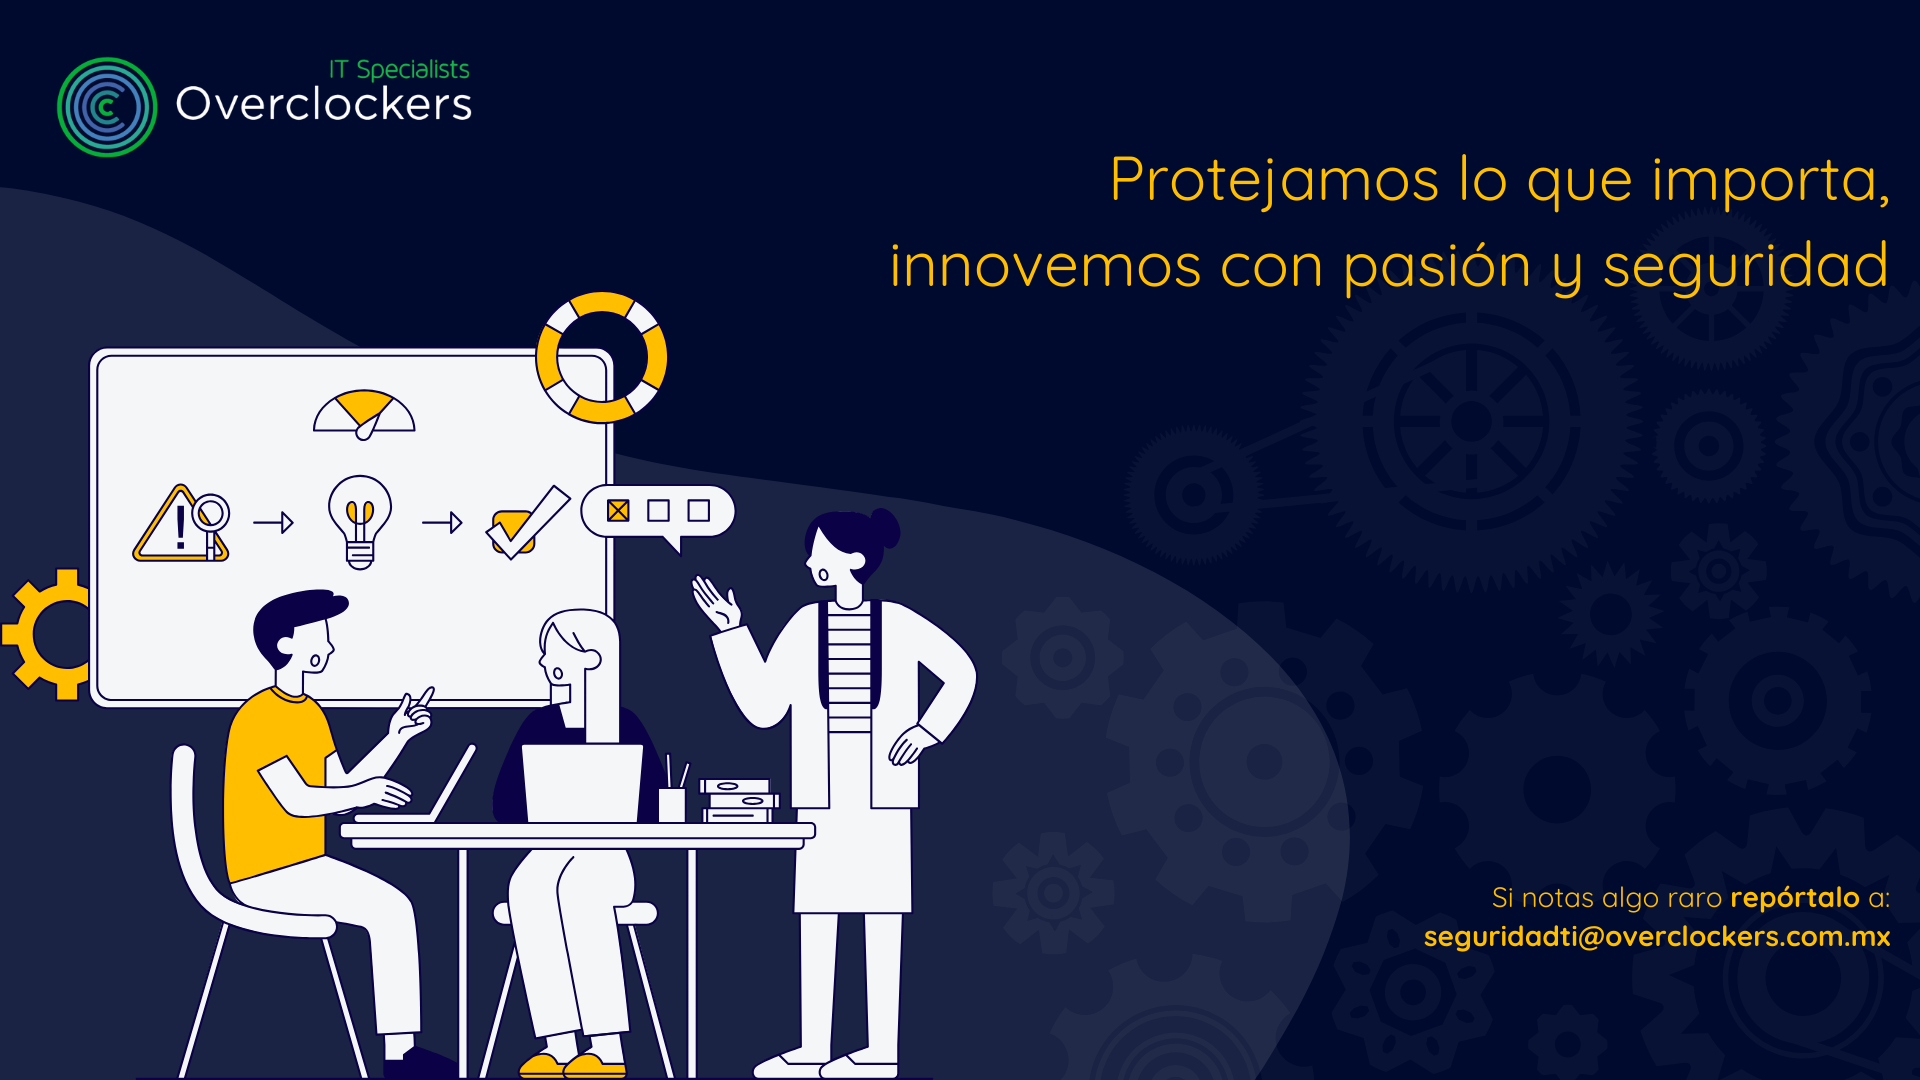 IT Specialists
Overclockers
Protejamos lo que importa,
innovemos con pasión y seguridad
Si notas algo raro repórtalo a:
seguridadti@overclockers.com.mx